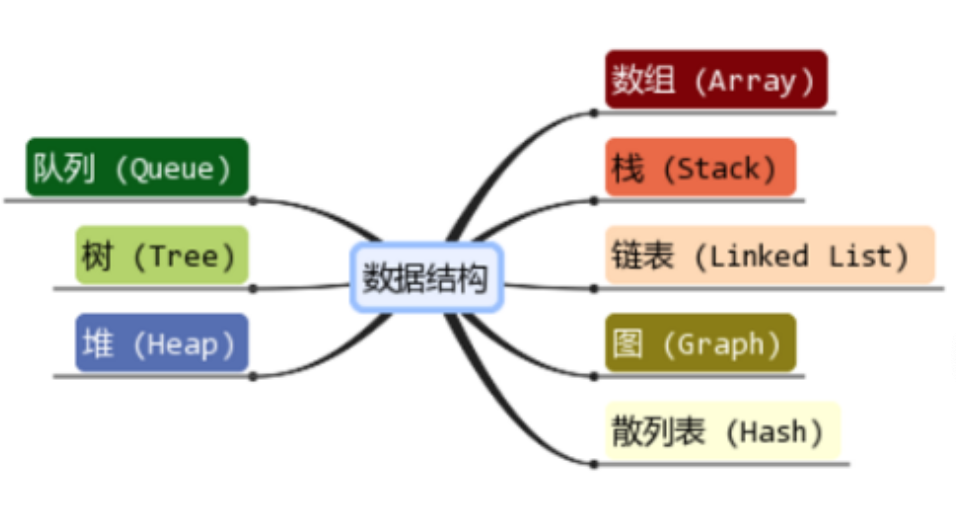 数据结构
数组 (Array)
栈 (Stack)
链表 (Linked List)
图 (Graph)
散列表 (Hash)
队列 (Queue)
树 (Tree)
堆 (Heap)